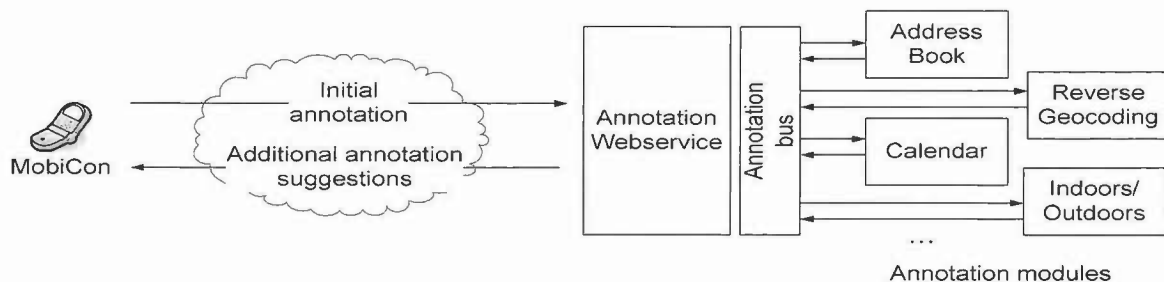 MobiCon
Initial
annotation
Additional annotation
suggestions
Annotation
Webservice
Annotation
bus
Address
Book
Reverse
Geocoding
Calendar
Indoors/
Outdoors
...
Annotation modules